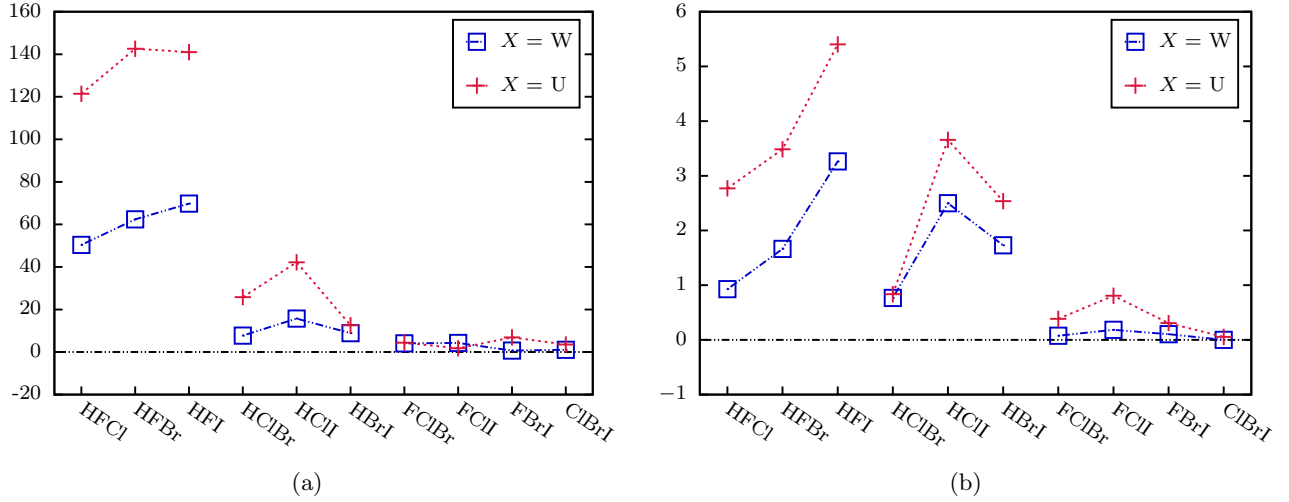 160
140
120
100
80
60
40
20
0
-20
HFCl
HFBr
HFI
HClBr
HClI
HBrI
FClBr
FClI
FBrI
ClBrI
X = W
X = U
(a)
6
5
4
3
2
1
0
−1
HFCl
HFBr
HFI
HClBr
HClI
HBrI
FClBr
FClI
FBrI
ClBrI
X = W
X = U
(b)